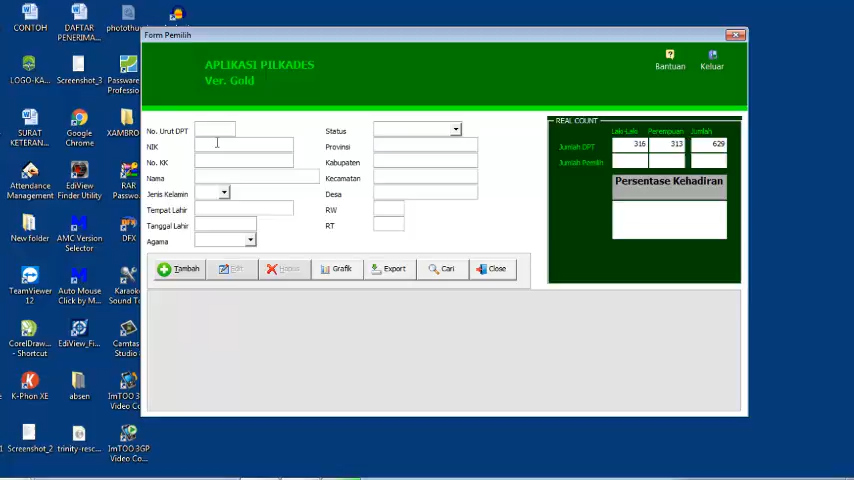 CONTOH
DAFTAR PENERIMA...
photothu
LOGO-KA...
Screenshot_3
Passware
Professio
SURAT KETERAN...
Google Chrome
XAMBRO
Attendance Management
EdiView Finder Utility
RAR
Passwo..
New folder
AMC Version Selector
DFX
TeamViewer 12
Auto Mouse Click by M...
Karaok
Sound T
CorelDraw... - Shortcut
EdiView_Fi...
Camtas
Studio
K-Phon XE
absen
ImTOO 3
Video Co
Screenshot_2
trinity-resc...
ImTOO 3GP
Video Co...
Form Pemilih
APLIKASI PILKADES
Ver. Gold
Bantuan
Keluar
No. Urut DPT
NIK
No. KK
Nama
Jenis Kelamin
Tempat Lahir
Tanggal Lahir
Agama
Status
Provinsi
Kabupaten
Kecamatan
Desa
RW
RT
REAL COUNT
Laki-Laki Perempuan Jumlah
Jumlah DPT 316 313 629
Jumlah Pemilih
Persentase Kehadiran
Tambah
Edit
Hapus
Grafik
Export
Cari
Close